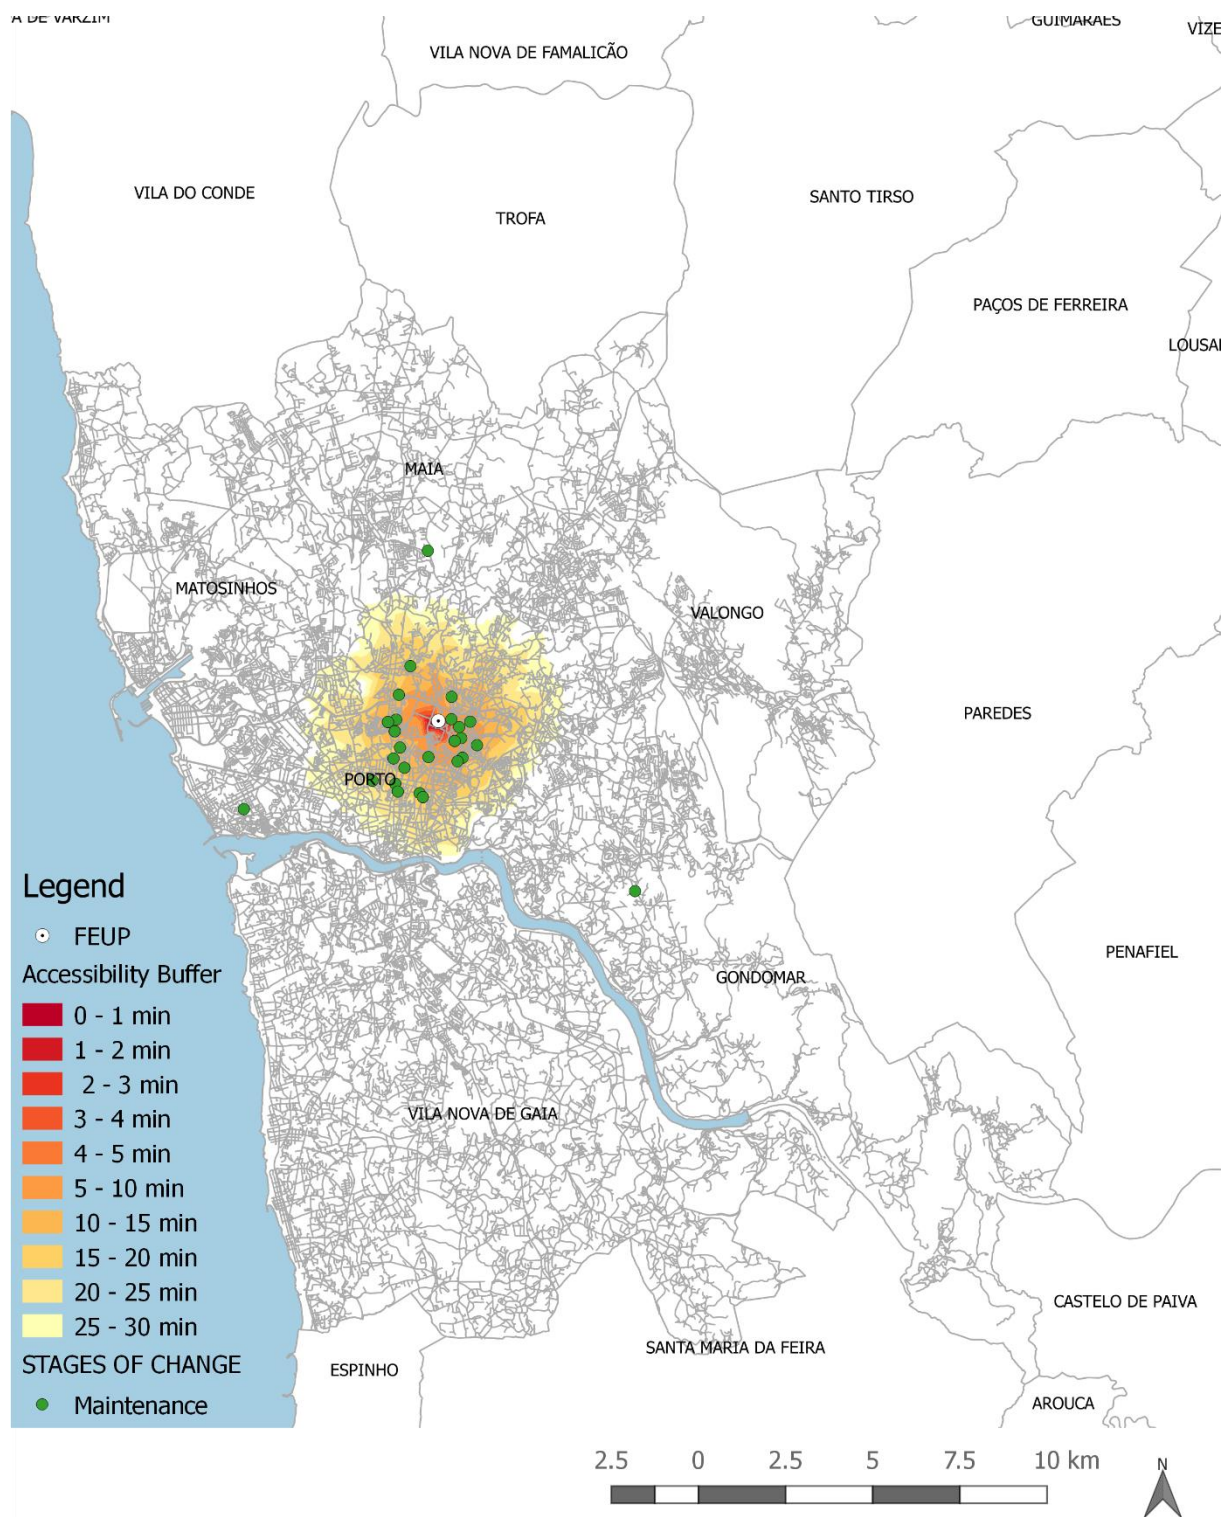 A DE VARZIM
GUIMARÃES
VIZE
VILA NOVA DE FAMALICÃO
VILA DO CONDE
SANTO TIRSO
TROFA
PAÇOS DE FERREIRA
LOUSAI
MAIA
MATOSINHOS
VALONGO
PAREDES
PORTO
Legend
FEUP
Accessibility Buffer
0 - 1 min
1 - 2 min
2 - 3 min
3 - 4 min
4 - 5 min
5 - 10 min
10 - 15 min
15 - 20 min
20 - 25 min
25 - 30 min
STAGES OF CHANGE
Maintenance
PENAFIEL
GONDOMAR
VILA NOVA DE GAIA
CASTELO DE PAIVA
SANTA MARIA DA FEIRA
ESPINHO
AROUCA
2.5 0 2.5 5 7.5 10 km
N